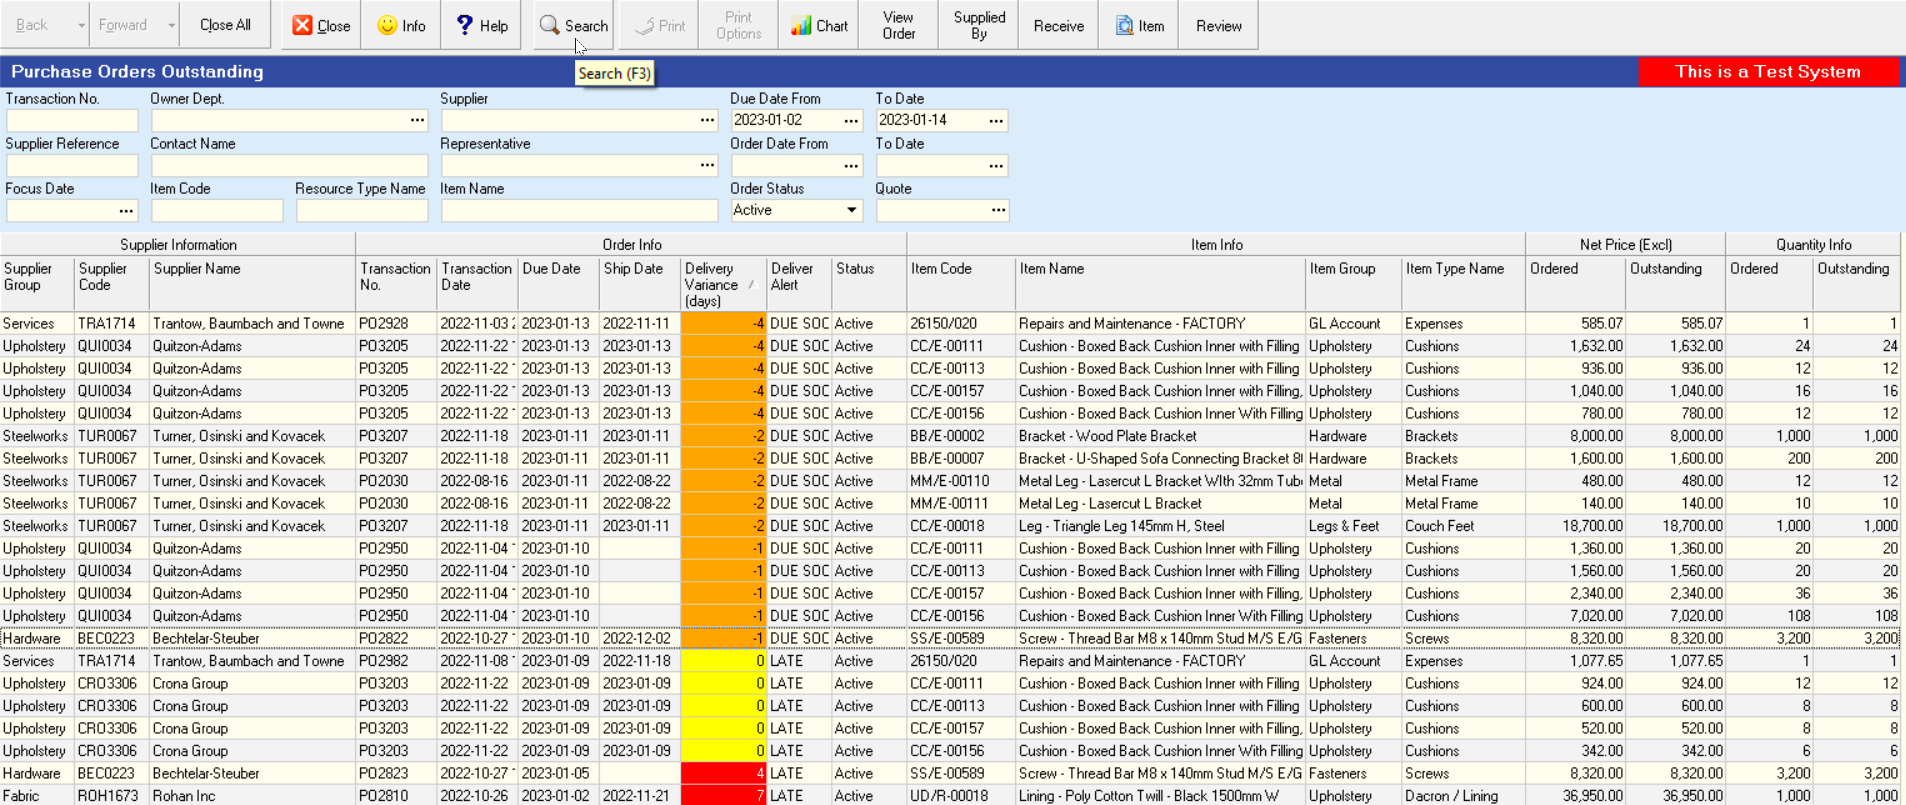 Back Forward Close All Close Info Help Search Print Print Options Chart View Order Supplied By Receive Item Review
Purchase Orders Outstanding Search (F3) This is a Test System
Transaction No. Owner Dept. Supplier Due Date From To Date
... ... 2023-01-02 ... 2023-01-14 ...
Supplier Reference Contact Name Representative Order Date From To Date
... ... ...
Focus Date Item Code Resource Type Name Item Name Order Status Quote
... Active ...
Supplier Information Order Info Item Info Net Price (Excl) Quantity Info
Supplier Group Supplier Code Supplier Name Transaction No. Transaction Date Due Date Ship Date Delivery Variance (days) Deliver Alert Status Item Code Item Name Item Group Item Type Name Ordered Outstanding Ordered Outstanding
Services TRA1714 Trantow, Baumbach and Towne PO2928 2022-11-03 2023-01-13 2022-11-11 -4 DUE SOC Active 26150/020 Repairs and Maintenance - FACTORY GL Account Expenses 585.07 585.07 1 1
Upholstery QUI0034 Quitzon-Adams PO3205 2022-11-22 2023-01-13 2023-01-13 -4 DUE SOC Active CC/E-00111 Cushion - Boxed Back Cushion Inner with Filling Upholstery Cushions 1,632.00 1,632.00 24 24
Upholstery QUI0034 Quitzon-Adams PO3205 2022-11-22 2023-01-13 2023-01-13 -4 DUE SOC Active CC/E-00113 Cushion - Boxed Back Cushion Inner with Filling Upholstery Cushions 936.00 936.00 12 12
Upholstery QUI0034 Quitzon-Adams PO3205 2022-11-22 2023-01-13 2023-01-13 -4 DUE SOC Active CC/E-00157 Cushion - Boxed Back Cushion Inner with Filling, Upholstery Cushions 1,040.00 1,040.00 16 16
Upholstery QUI0034 Quitzon-Adams PO3205 2022-11-22 2023-01-13 2023-01-13 -4 DUE SOC Active CC/E-00156 Cushion - Boxed Back Cushion Inner With Filling Upholstery Cushions 780.00 780.00 12 12
Steelworks TUR0067 Turner, Osinski and Kovacek PO3207 2022-11-18 2023-01-11 2023-01-11 -2 DUE SOC Active BB/E-00002 Bracket - Wood Plate Bracket Hardware Brackets 8,000.00 8,000.00 1,000 1,000
Steelworks TUR0067 Turner, Osinski and Kovacek PO3207 2022-11-18 2023-01-11 2023-01-11 -2 DUE SOC Active BB/E-00007 Bracket - U-Shaped Sofa Connecting Bracket 8 Hardware Brackets 1,600.00 1,600.00 200 200
Steelworks TUR0067 Turner, Osinski and Kovacek PO2030 2022-08-16 2023-01-11 2022-08-22 -2 DUE SOC Active MM/E-00110 Metal Leg - Lasercut L Bracket WIth 32mm Tub Metal Metal Frame 480.00 480.00 12 12
Steelworks TUR0067 Turner, Osinski and Kovacek PO2030 2022-08-16 2023-01-11 2022-08-22 -2 DUE SOC Active MM/E-00111 Metal Leg - Lasercut L Bracket Metal Metal Frame 140.00 140.00 10 10
Steelworks TUR0067 Turner, Osinski and Kovacek PO3207 2022-11-18 2023-01-11 2023-01-11 -2 DUE SOC Active CC/E-00018 Leg - Triangle Leg 145mm H, Steel Legs & Feet Couch Feet 18,700.00 18,700.00 1,000 1,000
Upholstery QUI0034 Quitzon-Adams PO2950 2022-11-04 2023-01-10 -1 DUE SOC Active CC/E-00111 Cushion - Boxed Back Cushion Inner with Filling Upholstery Cushions 1,360.00 1,360.00 20 20
Upholstery QUI0034 Quitzon-Adams PO2950 2022-11-04 2023-01-10 -1 DUE SOC Active CC/E-00113 Cushion - Boxed Back Cushion Inner with Filling Upholstery Cushions 1,560.00 1,560.00 20 20
Upholstery QUI0034 Quitzon-Adams PO2950 2022-11-04 2023-01-10 -1 DUE SOC Active CC/E-00157 Cushion - Boxed Back Cushion Inner with Filling, Upholstery Cushions 2,340.00 2,340.00 36 36
Upholstery QUI0034 Quitzon-Adams PO2950 2022-11-04 2023-01-10 -1 DUE SOC Active CC/E-00156 Cushion - Boxed Back Cushion Inner With Filling Upholstery Cushions 7,020.00 7,020.00 108 108
Hardware BEC0223 Bechtelar-Steuber PO2822 2022-10-27 2023-01-10 2022-12-02 -1 DUE SOC Active SS/E-00589 Screw - Thread Bar M8 x 140mm Stud M/S E/G Fasteners Screws 8,320.00 8,320.00 3,200 3,200
Services TRA1714 Trantow, Baumbach and Towne PO2982 2022-11-08 2023-01-09 2022-11-18 0 LATE Active 26150/020 Repairs and Maintenance - FACTORY GL Account Expenses 1,077.65 1,077.65 1 1
Upholstery CRO3306 Crona Group PO3203 2022-11-22 2023-01-09 2023-01-09 0 LATE Active CC/E-00111 Cushion - Boxed Back Cushion Inner with Filling Upholstery Cushions 924.00 924.00 12 12
Upholstery CRO3306 Crona Group PO3203 2022-11-22 2023-01-09 2023-01-09 0 LATE Active CC/E-00113 Cushion - Boxed Back Cushion Inner with Filling Upholstery Cushions 600.00 600.00 8 8
Upholstery CRO3306 Crona Group PO3203 2022-11-22 2023-01-09 2023-01-09 0 LATE Active CC/E-00157 Cushion - Boxed Back Cushion Inner with Filling, Upholstery Cushions 520.00 520.00 8 8
Upholstery CRO3306 Crona Group PO3203 2022-11-22 2023-01-09 2023-01-09 0 LATE Active CC/E-00156 Cushion - Boxed Back Cushion Inner With Filling Upholstery Cushions 342.00 342.00 6 6
Hardware BEC0223 Bechtelar-Steuber PO2823 2022-10-27 2023-01-05 4 LATE Active SS/E-00589 Screw - Thread Bar M8 x 140mm Stud M/S E/G Fasteners Screws 8,320.00 8,320.00 3,200 3,200
Fabric ROH1673 Rohan Inc PO2810 2022-10-26 2023-01-02 2022-11-21 7 LATE Active UD/R-00018 Lining - Poly Cotton Twill - Black 1500mm W Upholstery Dacron / Lining 36,950.00 36,950.00 1,000 1,000